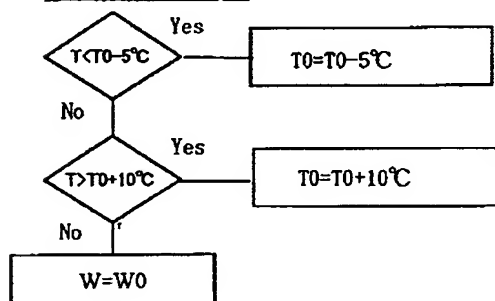 Yes
T<T0-5℃
T0=T0-5℃
No
Yes
T>T0+10℃
T0=T0+10℃
No
W=W0